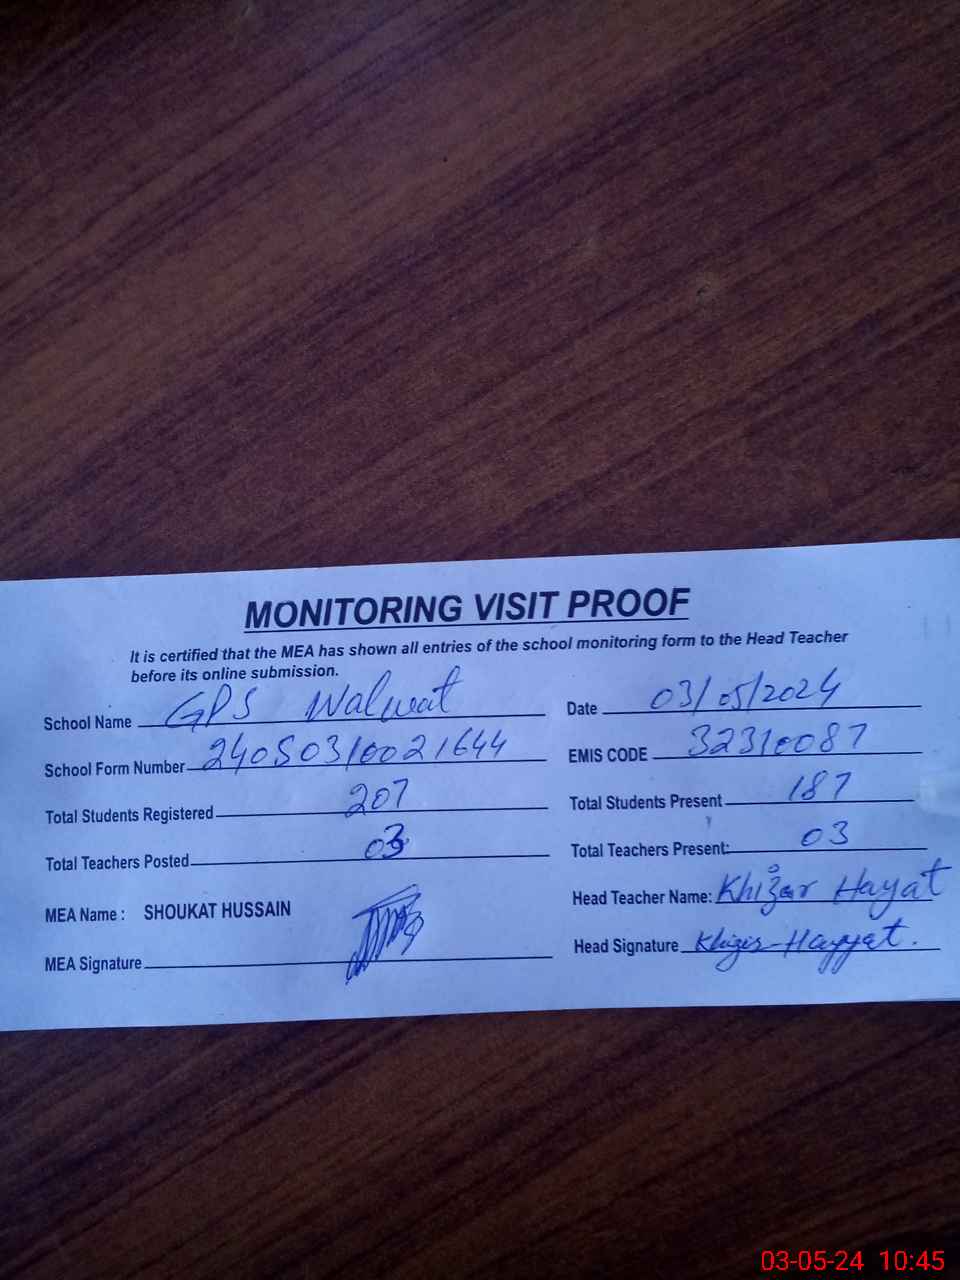 MONITORING VISIT PROOF
It is certified that the MEA has shown all entries of the school monitoring form to the Head Teacher
before its online submission.
School Name GPS Walwat
Date 03/05/2024
School Form Number 24050310021644
EMIS CODE 32310087
Total Students Registered 207
Total Students Present 187
Total Teachers Posted 03
Total Teachers Present: 03
MEA Name : SHOUKAT HUSSAIN
Head Teacher Name: Khizar Hayat
MEA Signature
Head Signature Khizer Hayyat.
03-05-24 10:45